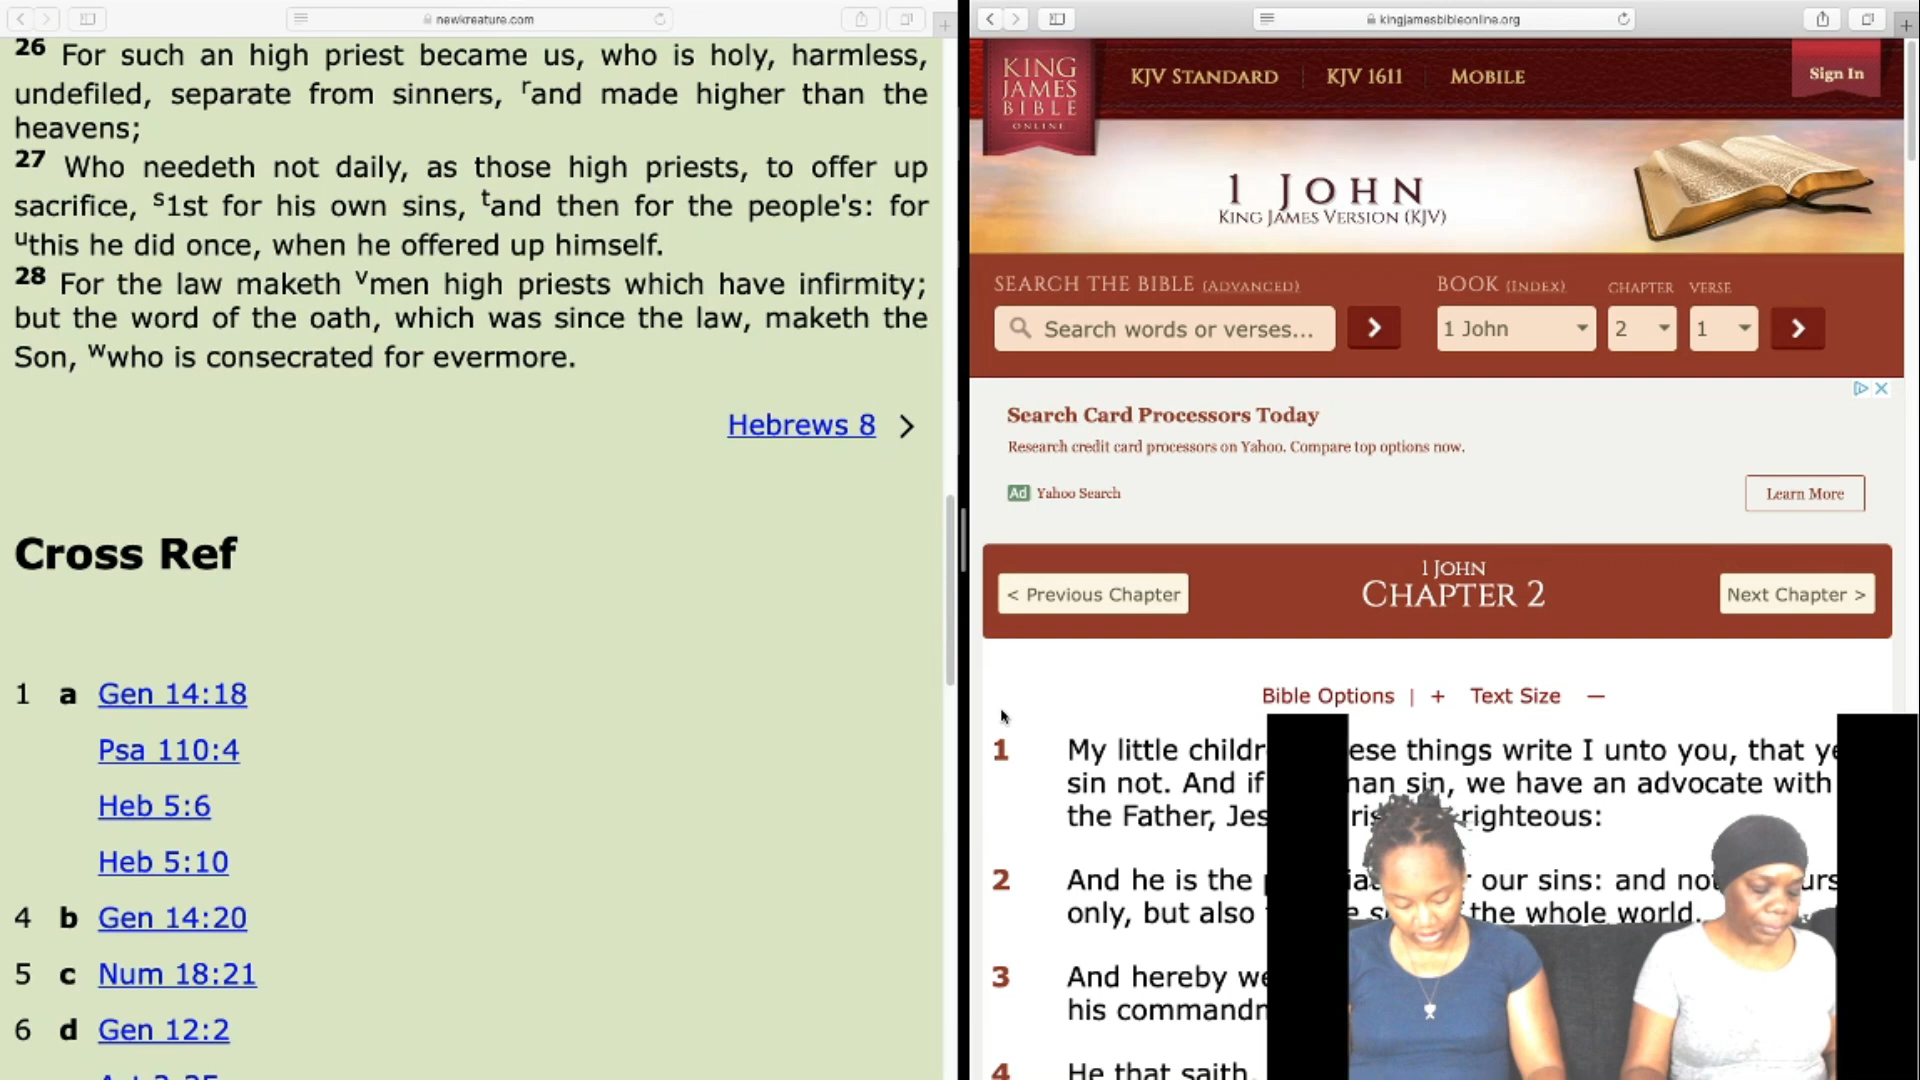 newkreature.com
26 For such an high priest became us, who is holy, harmless,
undefiled, separate from sinners, rand made higher than the
heavens;
27 Who needeth not daily, as those high priests, to offer up
sacrifice, s1st for his own sins, tand then for the people's: for
uthis he did once, when he offered up himself.
28 For the law maketh vmen high priests which have infirmity;
but the word of the oath, which was since the law, maketh the
Son, wwho is consecrated for evermore.
Hebrews 8 >
Cross Ref
1 a Gen 14:18
Psa 110:4
Heb 5:6
Heb 5:10
4 b Gen 14:20
5 c Num 18:21
6 d Gen 12:2
kingjamesbibleonline.org
KING
JAMES
BIBLE
ONLINE
KJV STANDARD
KJV 1611
MOBILE
Sign In
1 JOHN
KING JAMES VERSION (KJV)
SEARCH THE BIBLE (ADVANCED)
BOOK (INDEX)
CHAPTER
VERSE
Search words or verses...
1 John
2
1
Search Card Processors Today
Research credit card processors on Yahoo. Compare top options now.
Ad Yahoo Search
Learn More
< Previous Chapter
1 JOHN
CHAPTER 2
Next Chapter >
Bible Options | + Text Size —
1 My little ese things write I unto you, that ye
sin not. And if man sin, we have an advocate with
the Father, righteous:
2 And he is the our sins: and
only, but also the whole world.
3 And hereby we
his
4 He that saith,